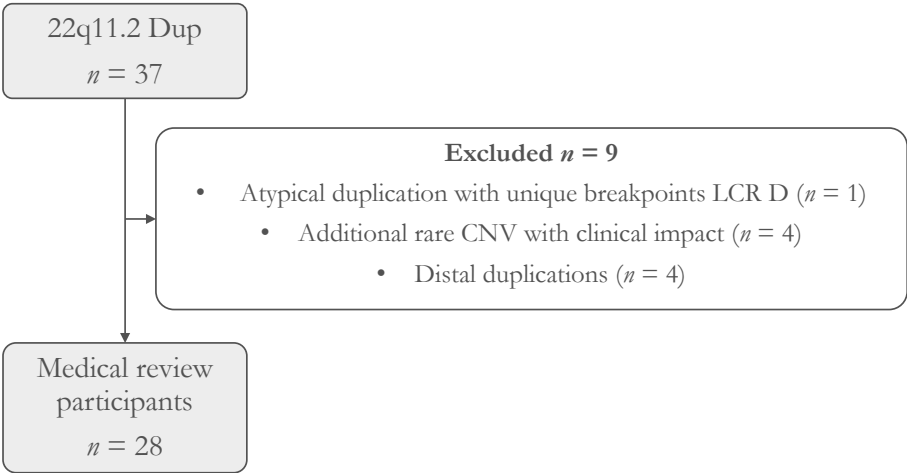 22q11.2 Dup
n = 37
Excluded n = 9
• Atypical duplication with unique breakpoints LCR D (n = 1)
• Additional rare CNV with clinical impact (n = 4)
• Distal duplications (n = 4)
Medical review
participants
n = 28